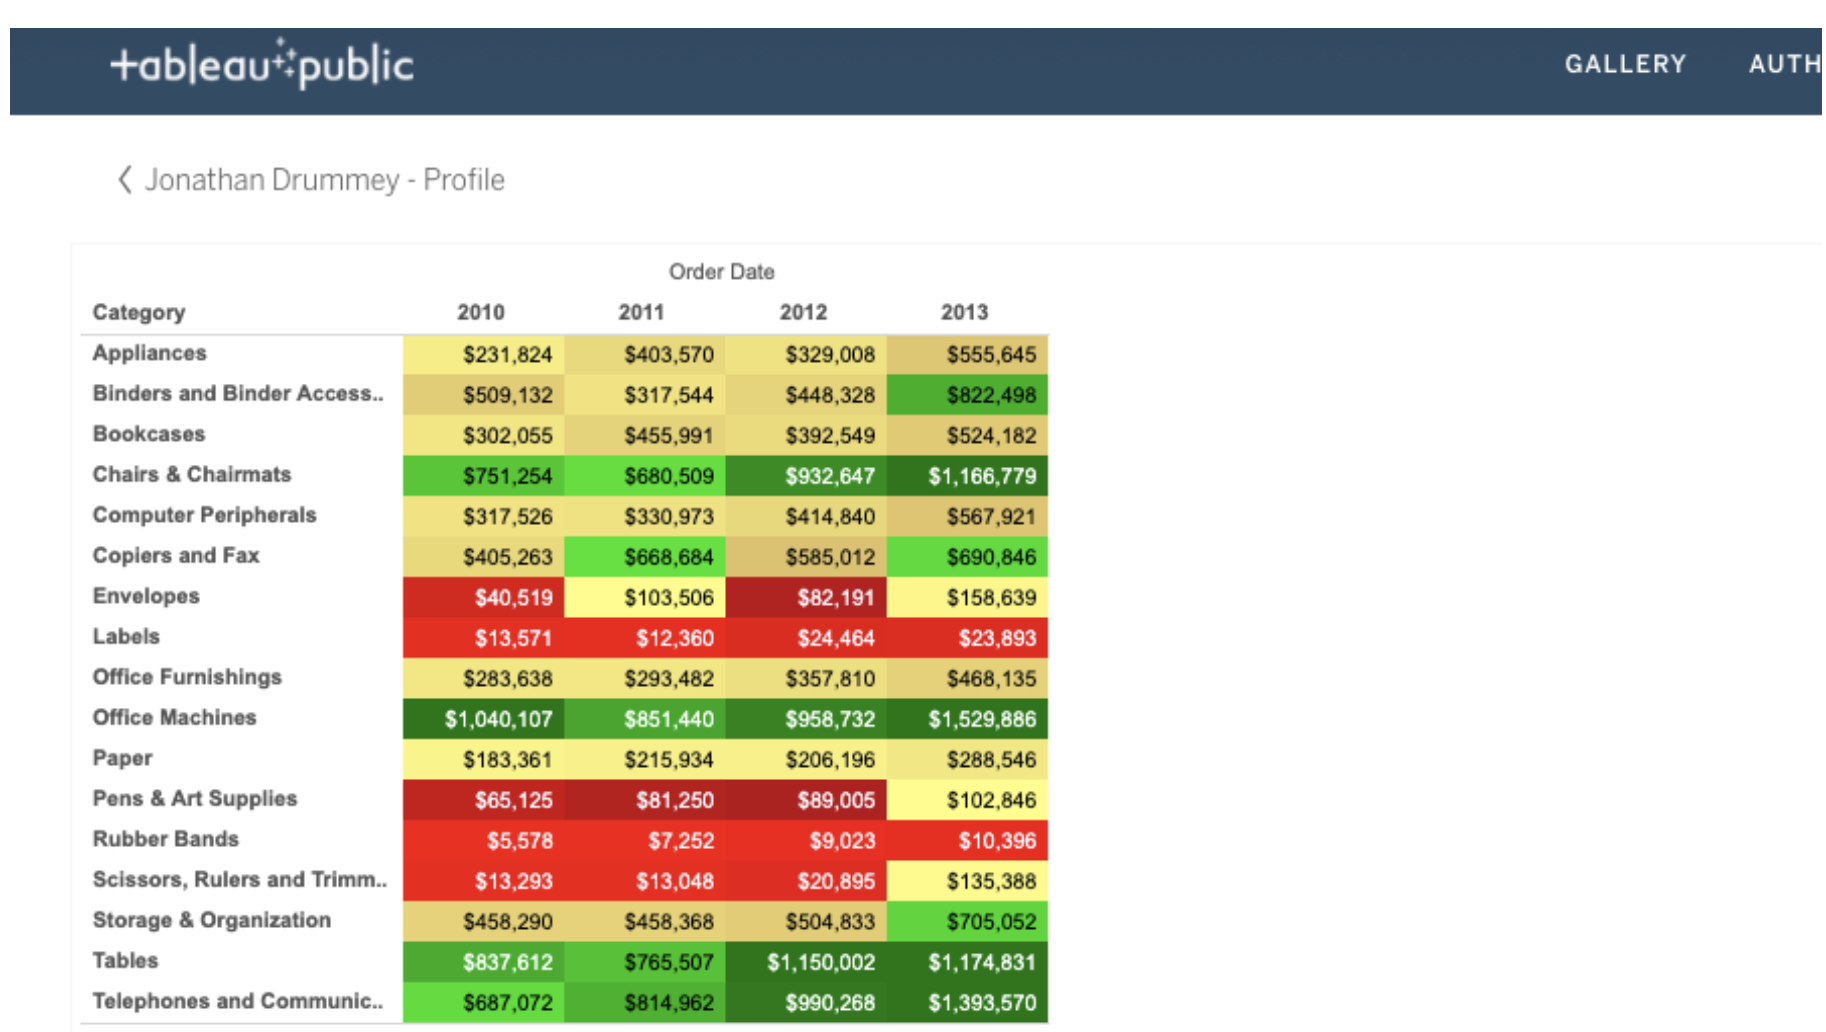 tableau public
GALLERY AUTH
Jonathan Drummey - Profile
Order Date
Category 2010 2011 2012 2013
Appliances $231,824 $403,570 $329,008 $555,645
Binders and Binder Access.. $509,132 $317,544 $448,328 $822,498
Bookcases $302,055 $455,991 $392,549 $524,182
Chairs & Chairmats $751,254 $680,509 $932,647 $1,166,779
Computer Peripherals $317,526 $330,973 $414,840 $567,921
Copiers and Fax $405,263 $668,684 $585,012 $690,846
Envelopes $40,519 $103,506 $82,191 $158,639
Labels $13,571 $12,360 $24,464 $23,893
Office Furnishings $283,638 $293,482 $357,810 $468,135
Office Machines $1,040,107 $851,440 $958,732 $1,529,886
Paper $183,361 $215,934 $206,196 $288,546
Pens & Art Supplies $65,125 $81,250 $89,005 $102,846
Rubber Bands $5,578 $7,252 $9,023 $10,396
Scissors, Rulers and Trimm.. $13,293 $13,048 $20,895 $135,388
Storage & Organization $458,290 $458,368 $504,833 $705,052
Tables $837,612 $765,507 $1,150,002 $1,174,831
Telephones and Communic.. $687,072 $814,962 $990,268 $1,393,570